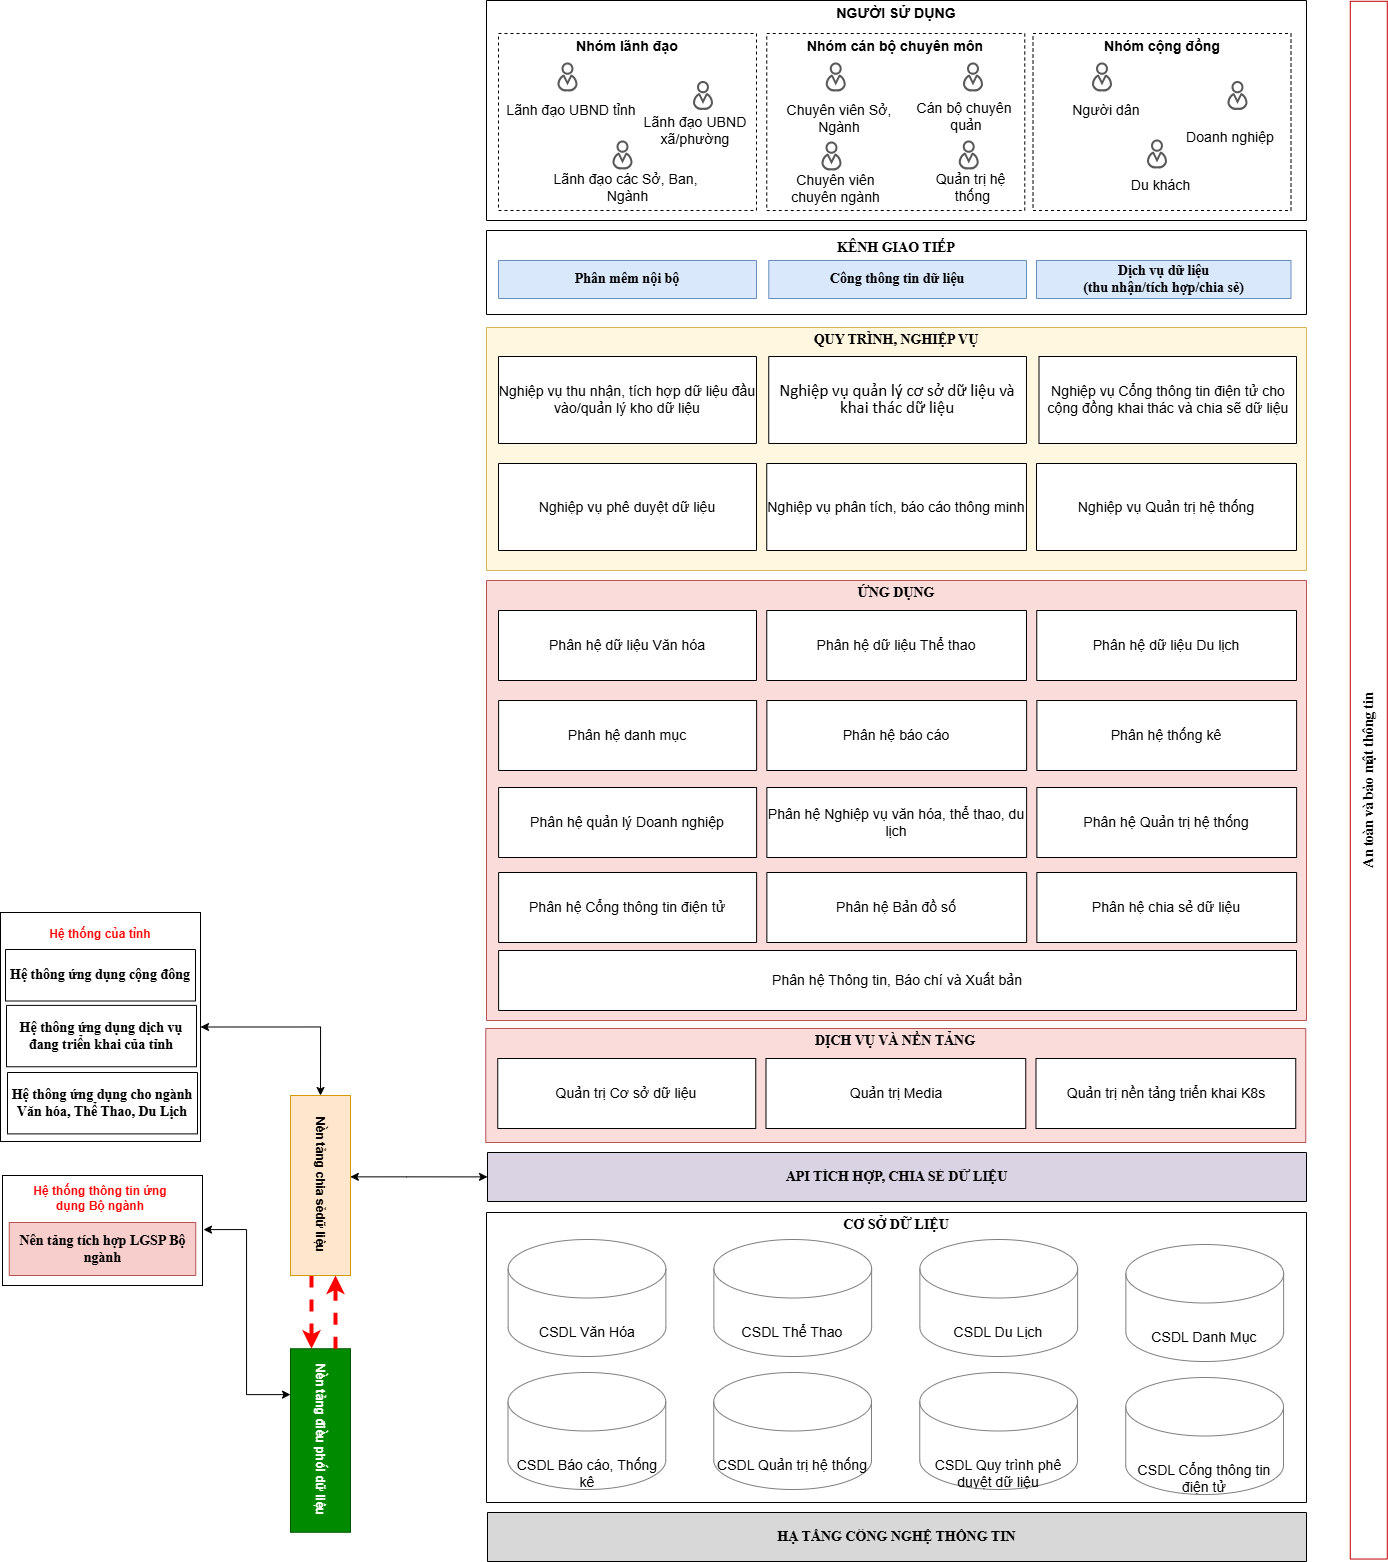 NGƯỜI SỬ DỤNG
Nhóm lãnh đạo
Lãnh đạo UBND tỉnh
Lãnh đạo UBND
xã/phường
Lãnh đạo các Sở, Ban,
Ngành
Nhóm cán bộ chuyên môn
Chuyên viên Sở,
Ngành
Cán bộ chuyên
quản
Chuyên viên
chuyên ngành
Quản trị hệ
thống
Nhóm cộng đồng
Người dân
Doanh nghiệp
Du khách
KÊNH GIAO TIẾP
Phần mềm nội bộ
Cổng thông tin dữ liệu
Dịch vụ dữ liệu
(thu nhận/tích hợp/chia sẻ)
QUY TRÌNH, NGHIỆP VỤ
Nghiệp vụ thu nhận, tích hợp dữ liệu đầu
vào/quản lý kho dữ liệu
Nghiệp vụ quản lý cơ sở dữ liệu và
khai thác dữ liệu
Nghiệp vụ Cổng thông tin điện tử cho
cộng đồng khai thác và chia sẽ dữ liệu
Nghiệp vụ phê duyệt dữ liệu
Nghiệp vụ phân tích, báo cáo thông minh
Nghiệp vụ Quản trị hệ thống
ỨNG DỤNG
Phân hệ dữ liệu Văn hóa
Phân hệ dữ liệu Thể thao
Phân hệ dữ liệu Du lịch
Phân hệ danh mục
Phân hệ báo cáo
Phân hệ thống kê
Phân hệ quản lý Doanh nghiệp
Phân hệ Nghiệp vụ văn hóa, thể thao, du
lịch
Phân hệ Quản trị hệ thống
Phân hệ Cổng thông tin điện tử
Phân hệ Bản đồ số
Phân hệ chia sẻ dữ liệu
Phân hệ Thông tin, Báo chí và Xuất bản
DỊCH VỤ VÀ NỀN TẢNG
Quản trị Cơ sở dữ liệu
Quản trị Media
Quản trị nền tảng triển khai K8s
API TÍCH HỢP, CHIA SẺ DỮ LIỆU
CƠ SỞ DỮ LIỆU
CSDL Văn Hóa
CSDL Thể Thao
CSDL Du Lịch
CSDL Danh Mục
CSDL Báo cáo, Thống
kê
CSDL Quản trị hệ thống
CSDL Quy trình phê
duyệt dữ liệu
CSDL Cổng thông tin
điện tử
HẠ TẦNG CÔNG NGHỆ THÔNG TIN
Hệ thống của tỉnh
Hệ thống ứng dụng cộng đồng
Hệ thống ứng dụng dịch vụ
đang triển khai của tỉnh
Hệ thống ứng dụng cho ngành
Văn hóa, Thể Thao, Du Lịch
Hệ thống thông tin ứng
dụng Bộ ngành
Nền tảng tích hợp LGSP Bộ
ngành
Nền tảng chia sẻdữ liệu
Nền tảng điều phối dữ liệu
An toàn và bảo mật thông tin